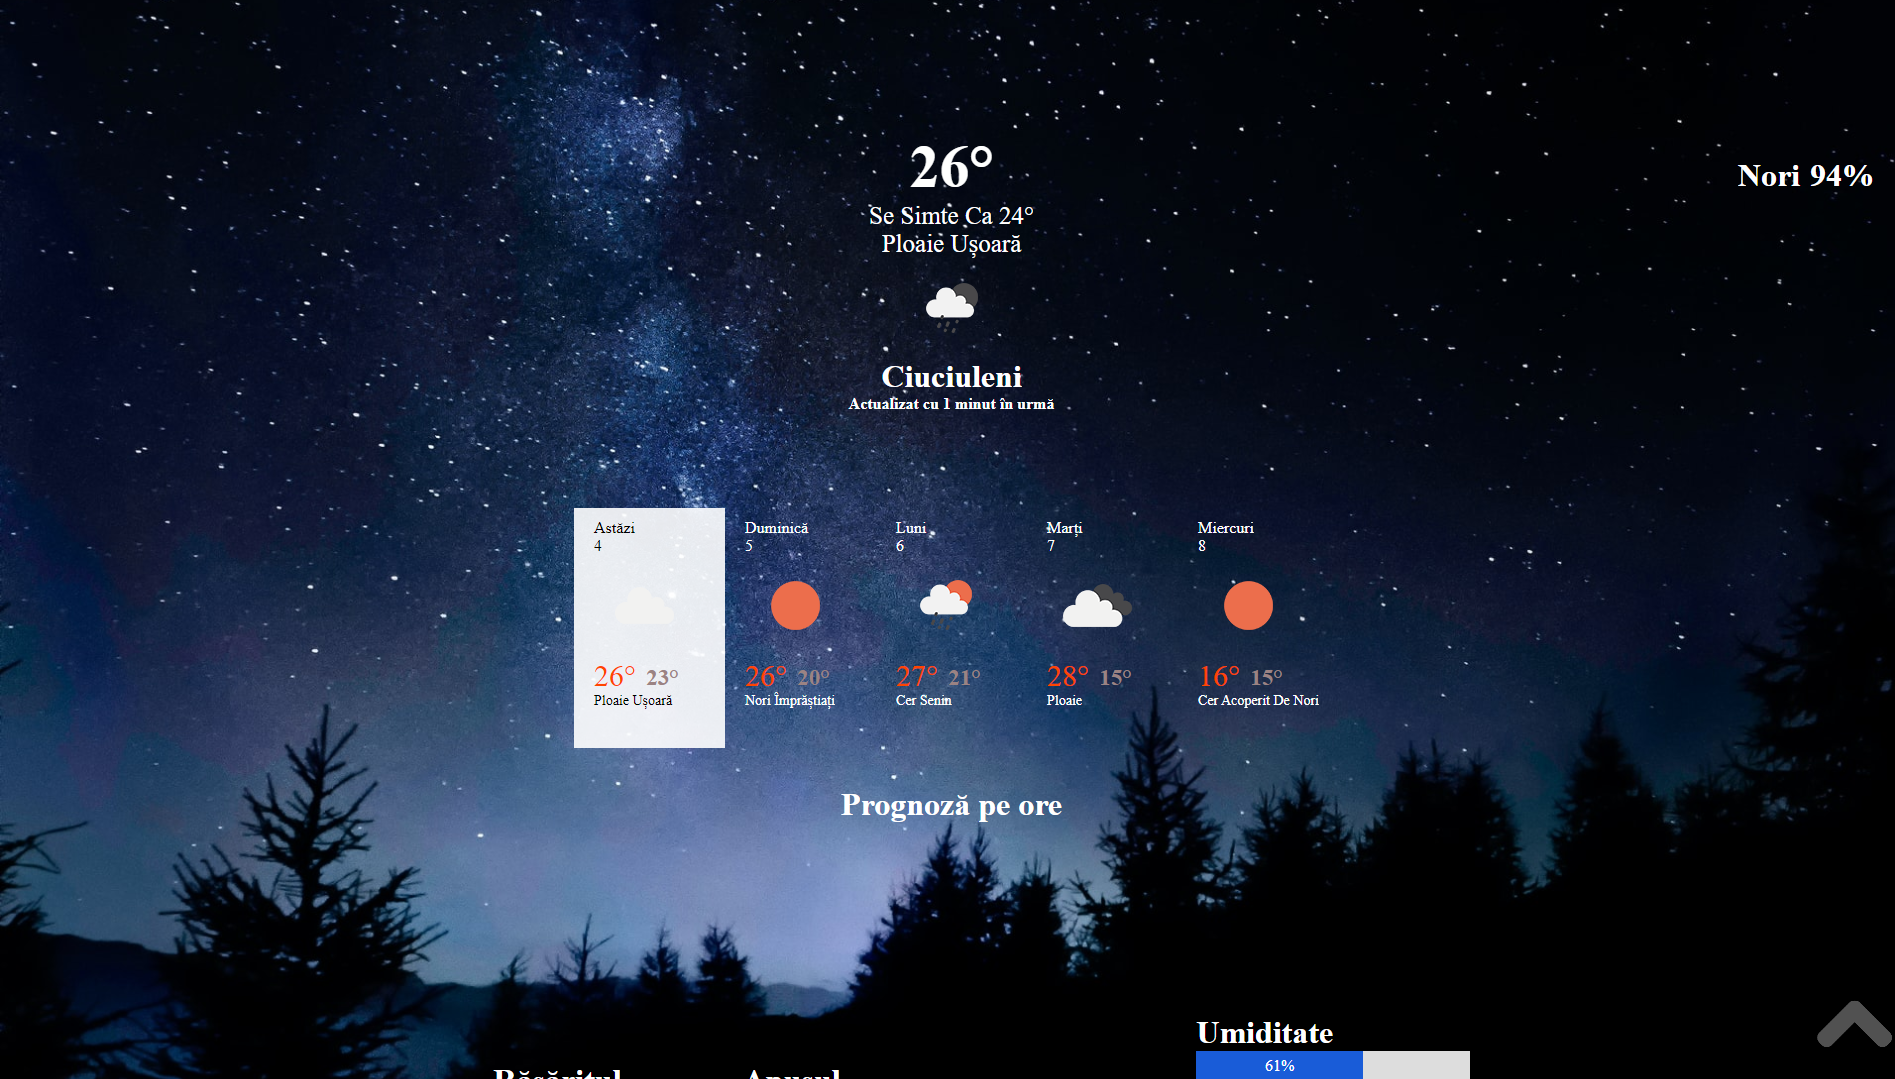 26°
Nori 94%
Se Simte Ca 24°
Ploaie Ușoară
Ciuciuleni
Actualizat cu 1 minut în urmă
Astăzi
4
26° 23°
Ploaie Ușoară
Duminică
5
26° 20°
Nori Împrăștiați
Luni
6
27° 21°
Cer Senin
Marți
7
28° 15°
Ploaie
Miercuri
8
16° 15°
Cer Acoperit De Nori
Prognoză pe ore
Umiditate
61%
Răsăritul
Apusul